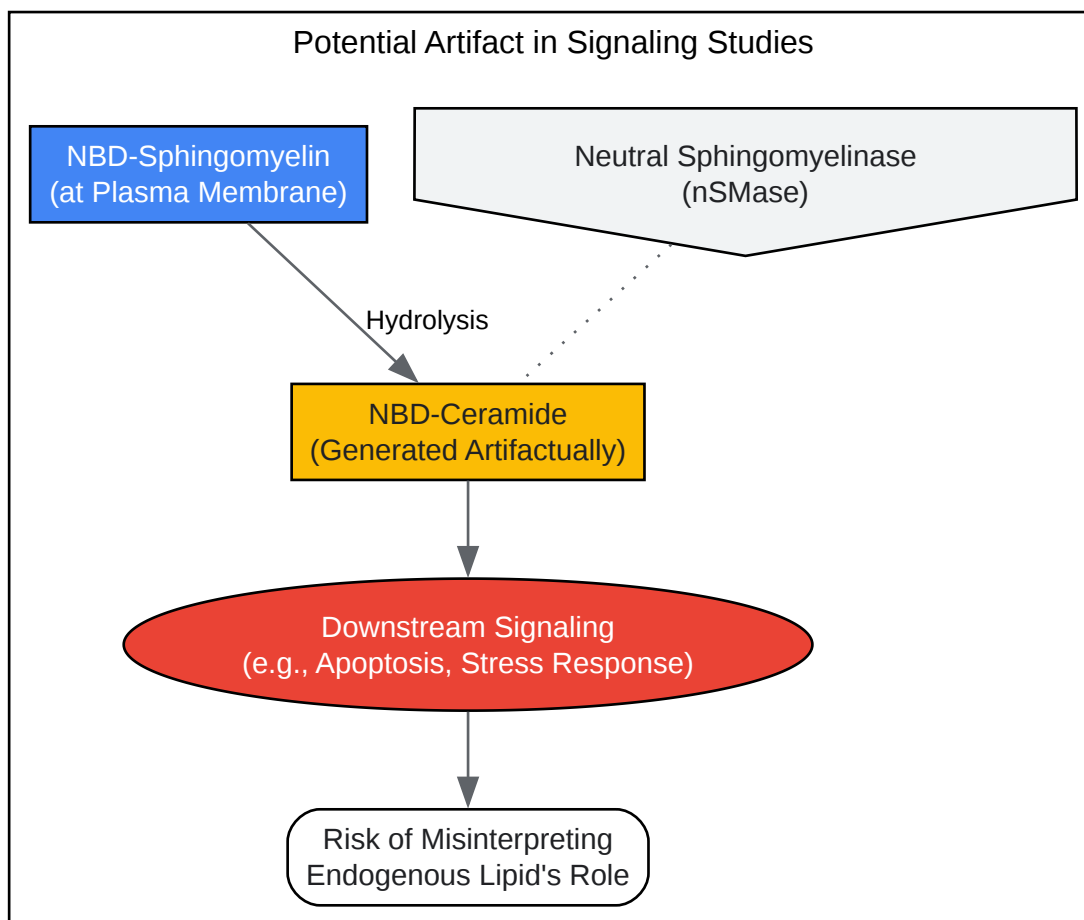 Potential Artifact in Signaling Studies
NBD-Sphingomyelin
(at Plasma Membrane)
Neutral Sphingomyelinase
(nSMase)
Hydrolysis
NBD-Ceramide
(Generated Artifactually)
Downstream Signaling
(e.g., Apoptosis, Stress Response)
Risk of Misinterpreting
Endogenous Lipid's Role